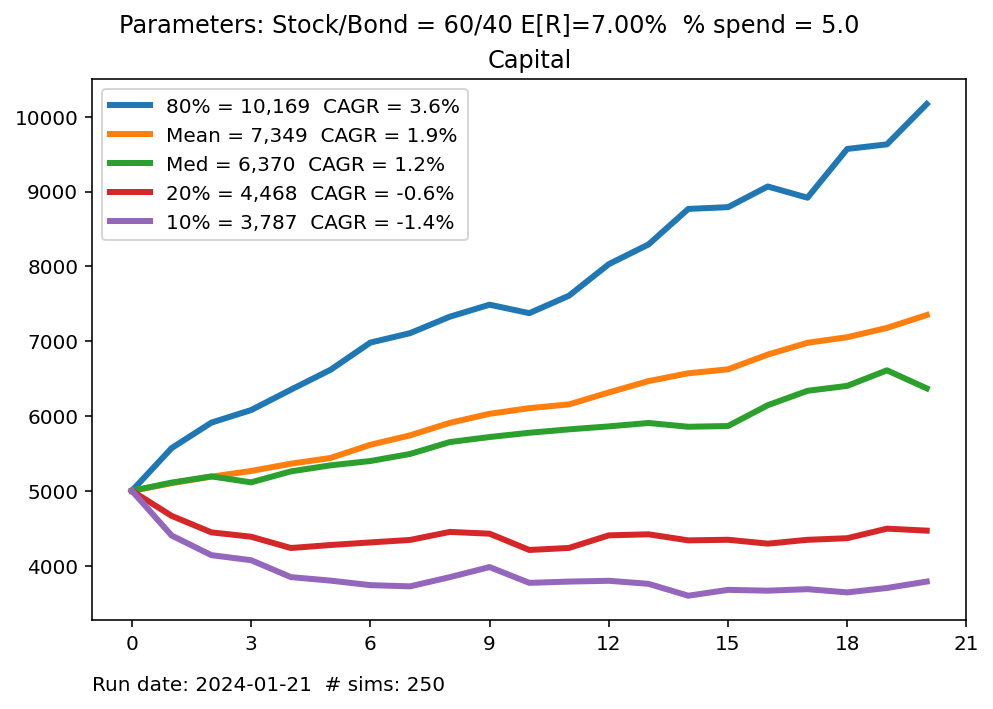 Parameters: Stock/Bond = 60/40 E[R]=7.00%  % spend = 5.0
Capital
80% = 10,169  CAGR = 3.6%
Mean = 7,349  CAGR = 1.9%
Med = 6,370  CAGR = 1.2%
20% = 4,468  CAGR = -0.6%
10% = 3,787  CAGR = -1.4%
10000
9000
8000
7000
6000
5000
4000
0 3 6 9 12 15 18 21
Run date: 2024-01-21  # sims: 250